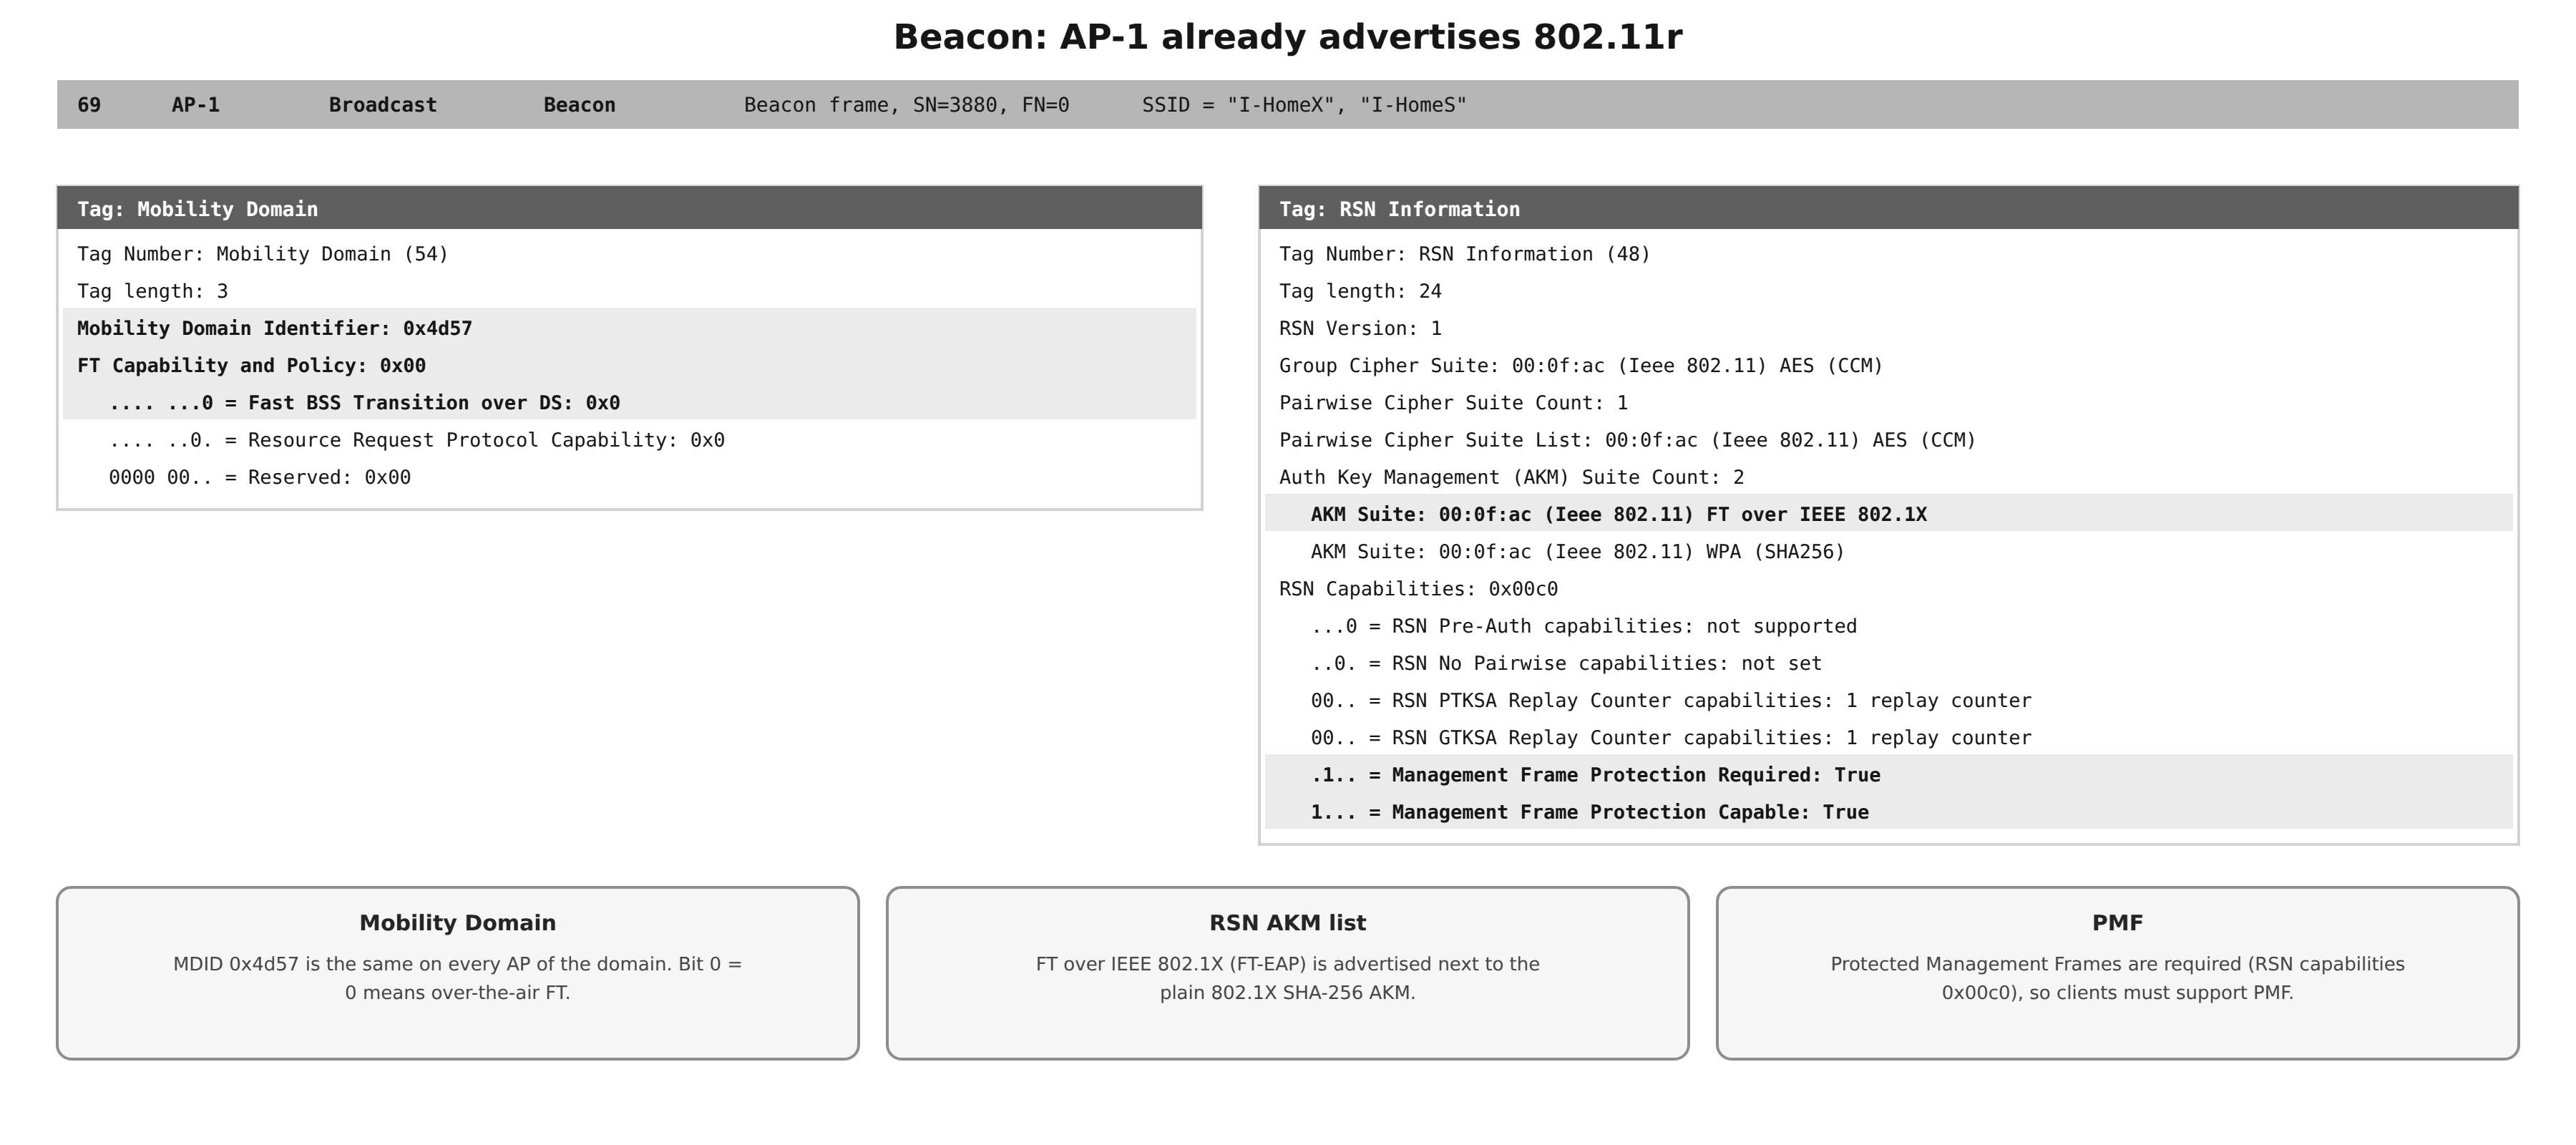 Beacon: AP-1 already advertises 802.11r
69 AP-1 Broadcast Beacon Beacon frame, SN=3880, FN=0 SSID = "I-HomeX", "I-HomeS"
Tag: Mobility Domain
Tag Number: Mobility Domain (54)
Tag length: 3
Mobility Domain Identifier: 0x4d57
FT Capability and Policy: 0x00
.... ...0 = Fast BSS Transition over DS: 0x0
.... ..0. = Resource Request Protocol Capability: 0x0
0000 00.. = Reserved: 0x00
Tag: RSN Information
Tag Number: RSN Information (48)
Tag length: 24
RSN Version: 1
Group Cipher Suite: 00:0f:ac (Ieee 802.11) AES (CCM)
Pairwise Cipher Suite Count: 1
Pairwise Cipher Suite List: 00:0f:ac (Ieee 802.11) AES (CCM)
Auth Key Management (AKM) Suite Count: 2
AKM Suite: 00:0f:ac (Ieee 802.11) FT over IEEE 802.1X
AKM Suite: 00:0f:ac (Ieee 802.11) WPA (SHA256)
RSN Capabilities: 0x00c0
...0 = RSN Pre-Auth capabilities: not supported
..0. = RSN No Pairwise capabilities: not set
00.. = RSN PTKSA Replay Counter capabilities: 1 replay counter
00.. = RSN GTKSA Replay Counter capabilities: 1 replay counter
.1.. = Management Frame Protection Required: True
1... = Management Frame Protection Capable: True
Mobility Domain
MDID 0x4d57 is the same on every AP of the domain. Bit 0 =
0 means over-the-air FT.
RSN AKM list
FT over IEEE 802.1X (FT-EAP) is advertised next to the
plain 802.1X SHA-256 AKM.
PMF
Protected Management Frames are required (RSN capabilities
0x00c0), so clients must support PMF.